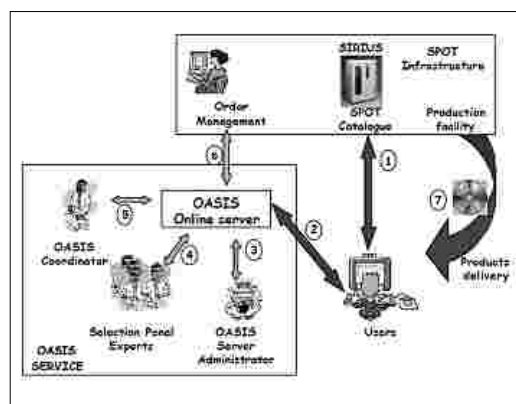 SIRIUS
SPOT
Infrastructure
Order
Management
SPOT
Catalogue
Production
facility
6
1
7
OASIS
Online server
5
2
OASIS
Coordinator
4
3
Products
delivery
Selection Panel
Experts
OASIS
Server
Administrator
Users
OASIS
SERVICE